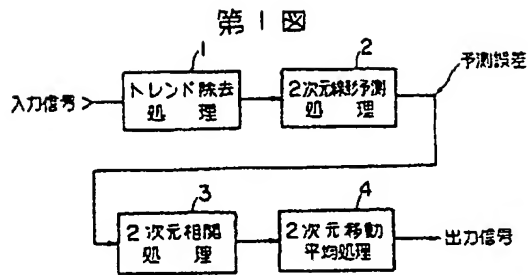 第1図
1
2
予測誤差
入力信号
トレンド除去
処理
2次元線形予測
処理
3
4
2次元相関
処理
2次元移動
平均処理
出力信号